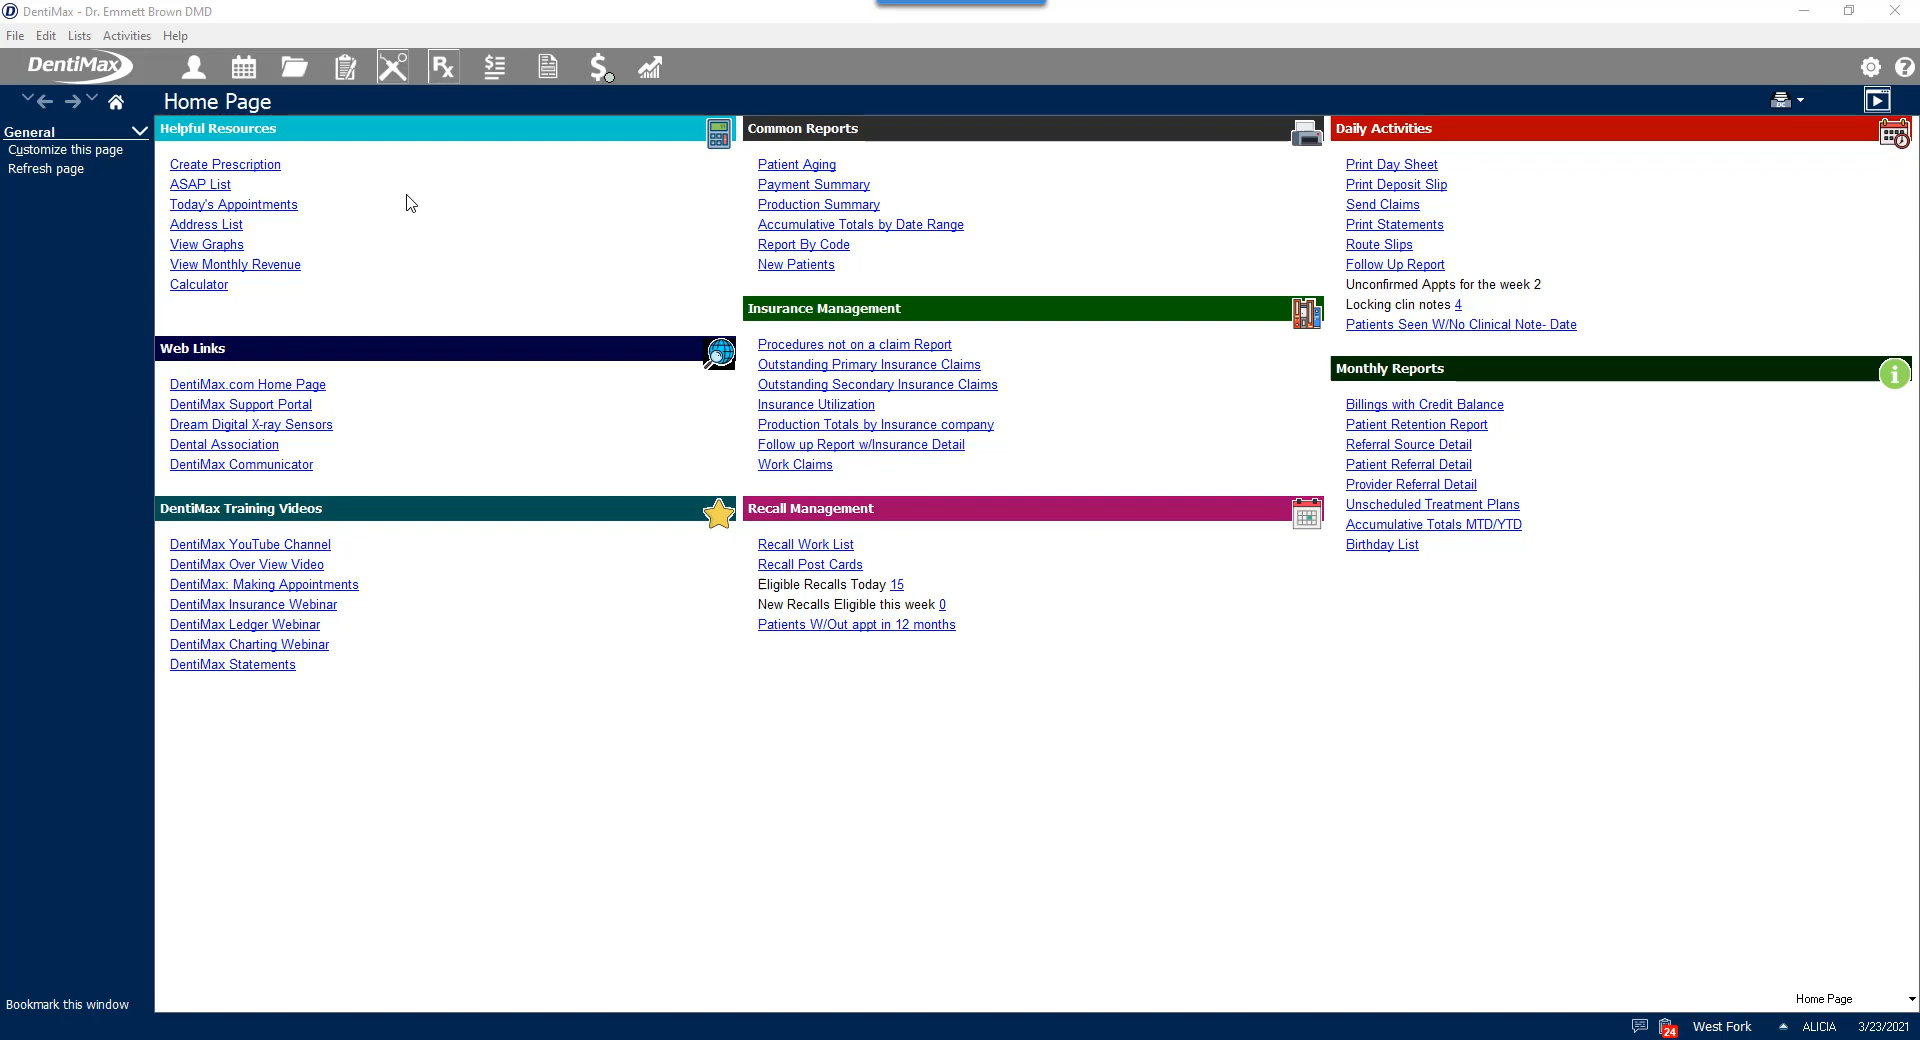 DentiMax - Dr. Emmett Brown DMD
File Edit Lists Activities Help
DentiMax
Rx
Home Page
General
Customize this page
Refresh page
Helpful Resources
Create Prescription
ASAP List
Today's Appointments
Address List
View Graphs
View Monthly Revenue
Calculator
Web Links
DentiMax.com Home Page
DentiMax Support Portal
Dream Digital X-ray Sensors
Dental Association
DentiMax Communicator
DentiMax Training Videos
DentiMax YouTube Channel
DentiMax Over View Video
DentiMax: Making Appointments
DentiMax Insurance Webinar
DentiMax Ledger Webinar
DentiMax Charting Webinar
DentiMax Statements
Common Reports
Patient Aging
Payment Summary
Production Summary
Accumulative Totals by Date Range
Report By Code
New Patients
Insurance Management
Procedures not on a claim Report
Outstanding Primary Insurance Claims
Outstanding Secondary Insurance Claims
Insurance Utilization
Production Totals by Insurance company
Follow up Report w/Insurance Detail
Work Claims
Recall Management
Recall Work List
Recall Post Cards
Eligible Recalls Today 15
New Recalls Eligible this week 0
Patients W/Out appt in 12 months
Daily Activities
Print Day Sheet
Print Deposit Slip
Send Claims
Print Statements
Route Slips
Follow Up Report
Unconfirmed Appts for the week 2
Locking clin notes 4
Patients Seen W/No Clinical Note- Date
Monthly Reports
Billings with Credit Balance
Patient Retention Report
Referral Source Detail
Patient Referral Detail
Provider Referral Detail
Unscheduled Treatment Plans
Accumulative Totals MTD/YTD
Birthday List
Bookmark this window
Home Page
24 West Fork ALICIA 3/23/2021